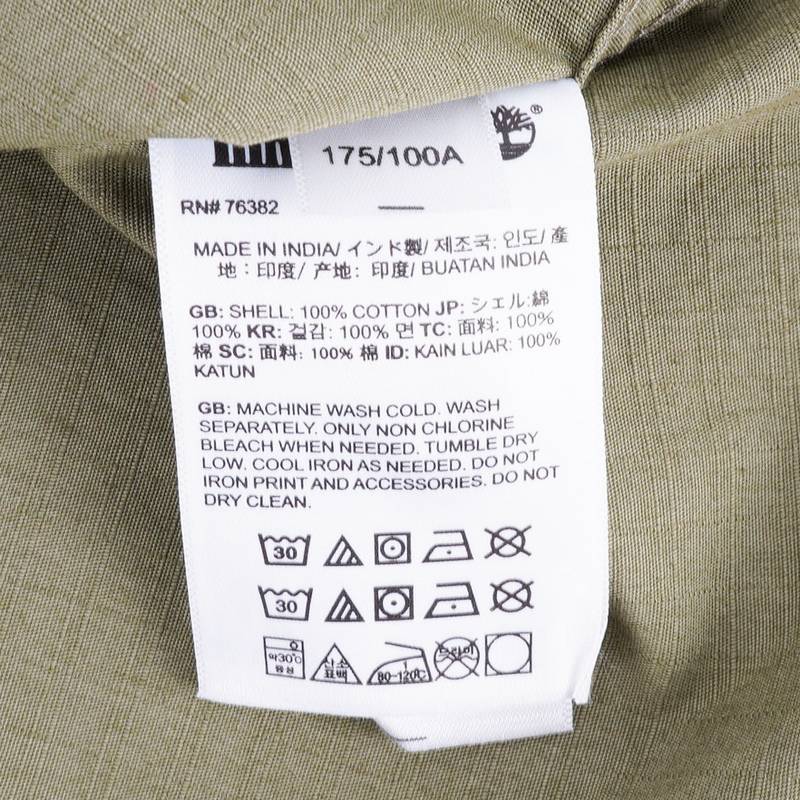 175/100A
®
RN# 76382
MADE IN INDIA/ インド製/ 제조국: 인도/ 產
地：印度/ 产地：印度/ BUATAN INDIA
GB: SHELL: 100% COTTON JP: シェル:綿
100% KR: 겉감: 100% 면 TC: 面料: 100%
棉 SC: 面料: 100% 棉 ID: KAIN LUAR: 100%
KATUN
GB: MACHINE WASH COLD. WASH
SEPARATELY. ONLY NON CHLORINE
BLEACH WHEN NEEDED. TUMBLE DRY
LOW. COOL IRON AS NEEDED. DO NOT
IRON PRINT AND ACCESSORIES. DO NOT
DRY CLEAN.
30
30
약30℃
중성
산소
표백
80-120℃
드라이